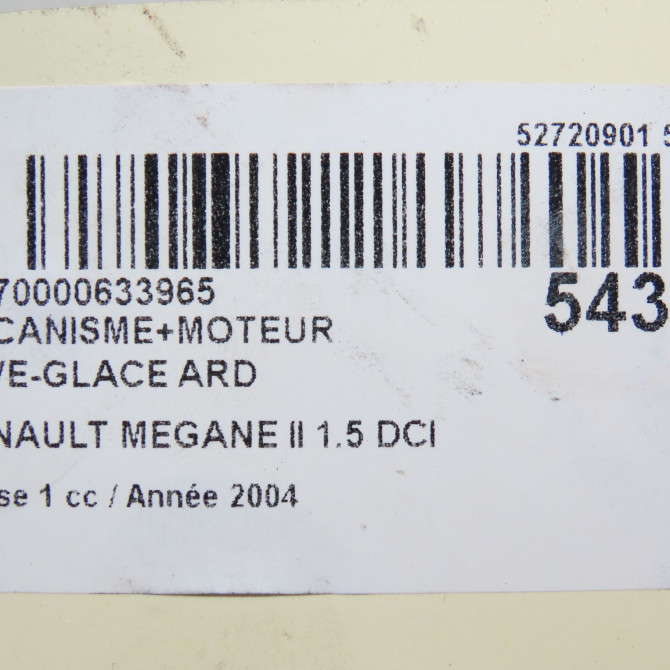 52720901 5
70000633965
543
CANISME+MOTEUR
VE-GLACE ARD
NAULT MEGANE II 1.5 DCI
se 1 cc / Année 2004